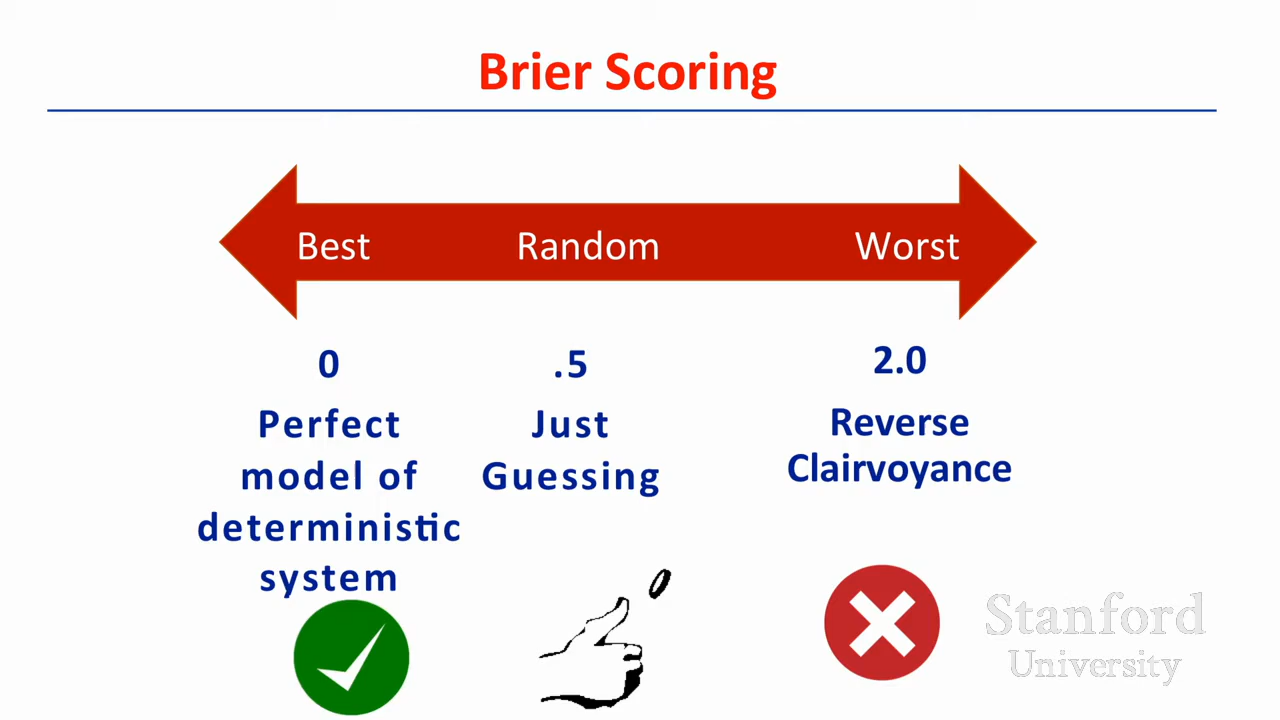 Brier Scoring
Best Random Worst
0 .5 2.0
Perfect
model of
deterministic
system
Just
Guessing
Reverse
Clairvoyance
Stanford
University